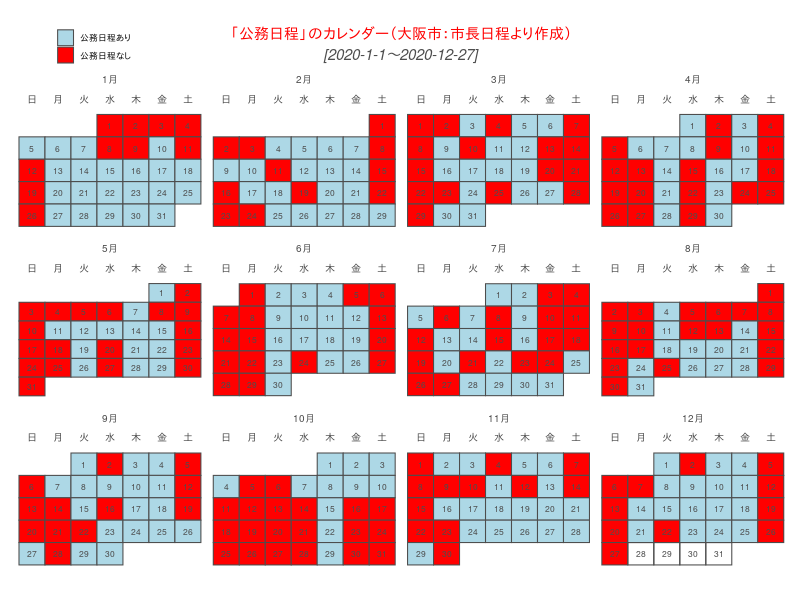 公務日程あり
公務日程なし
「公務日程」のカレンダー（大阪市：市長日程より作成）
[2020-1-1～2020-12-27]
1月
日 月 火 水 木 金 土
1 2 3 4
5 6 7 8 9 10 11
12 13 14 15 16 17 18
19 20 21 22 23 24 25
26 27 28 29 30 31
2月
日 月 火 水 木 金 土
1
2 3 4 5 6 7 8
9 10 11 12 13 14 15
16 17 18 19 20 21 22
23 24 25 26 27 28 29
3月
日 月 火 水 木 金 土
1 2 3 4 5 6 7
8 9 10 11 12 13 14
15 16 17 18 19 20 21
22 23 24 25 26 27 28
29 30 31
4月
日 月 火 水 木 金 土
1 2 3 4
5 6 7 8 9 10 11
12 13 14 15 16 17 18
19 20 21 22 23 24 25
26 27 28 29 30
5月
日 月 火 水 木 金 土
1 2
3 4 5 6 7 8 9
10 11 12 13 14 15 16
17 18 19 20 21 22 23
24 25 26 27 28 29 30
31
6月
日 月 火 水 木 金 土
1 2 3 4 5 6
7 8 9 10 11 12 13
14 15 16 17 18 19 20
21 22 23 24 25 26 27
28 29 30
7月
日 月 火 水 木 金 土
1 2 3 4
5 6 7 8 9 10 11
12 13 14 15 16 17 18
19 20 21 22 23 24 25
26 27 28 29 30 31
8月
日 月 火 水 木 金 土
1
2 3 4 5 6 7 8
9 10 11 12 13 14 15
16 17 18 19 20 21 22
23 24 25 26 27 28 29
30 31
9月
日 月 火 水 木 金 土
1 2 3 4 5
6 7 8 9 10 11 12
13 14 15 16 17 18 19
20 21 22 23 24 25 26
27 28 29 30
10月
日 月 火 水 木 金 土
1 2 3
4 5 6 7 8 9 10
11 12 13 14 15 16 17
18 19 20 21 22 23 24
25 26 27 28 29 30 31
11月
日 月 火 水 木 金 土
1 2 3 4 5 6 7
8 9 10 11 12 13 14
15 16 17 18 19 20 21
22 23 24 25 26 27 28
29 30
12月
日 月 火 水 木 金 土
1 2 3 4 5
6 7 8 9 10 11 12
13 14 15 16 17 18 19
20 21 22 23 24 25 26
27 28 29 30 31